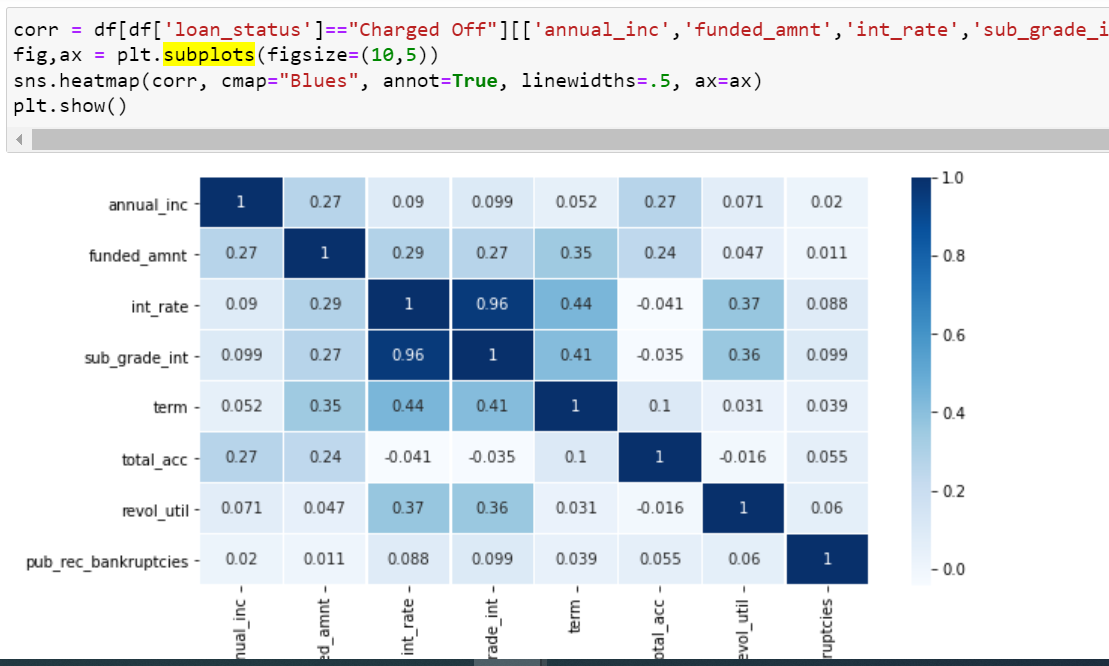 corr = df[df['loan_status']=="Charged Off"][['annual_inc','funded_amnt','int_rate','sub_grade_i
fig,ax = plt.subplots(figsize=(10,5))
sns.heatmap(corr, cmap="Blues", annot=True, linewidths=.5, ax=ax)
plt.show()
annual_inc 1 0.27 0.09 0.099 0.052 0.27 0.071 0.02
funded_amnt 0.27 1 0.29 0.27 0.35 0.24 0.047 0.011
int_rate 0.09 0.29 1 0.96 0.44 -0.041 0.37 0.088
sub_grade_int 0.099 0.27 0.96 1 0.41 -0.035 0.36 0.099
term 0.052 0.35 0.44 0.41 1 0.1 0.031 0.039
total_acc 0.27 0.24 -0.041 -0.035 0.1 1 -0.016 0.055
revol_util 0.071 0.047 0.37 0.36 0.031 -0.016 1 0.06
pub_rec_bankruptcies 0.02 0.011 0.088 0.099 0.039 0.055 0.06 1
nual_inc
ed_amnt
int_rate
rade_int
term
otal_acc
evol_util
ruptcies
1.0
0.8
0.6
0.4
0.2
0.0